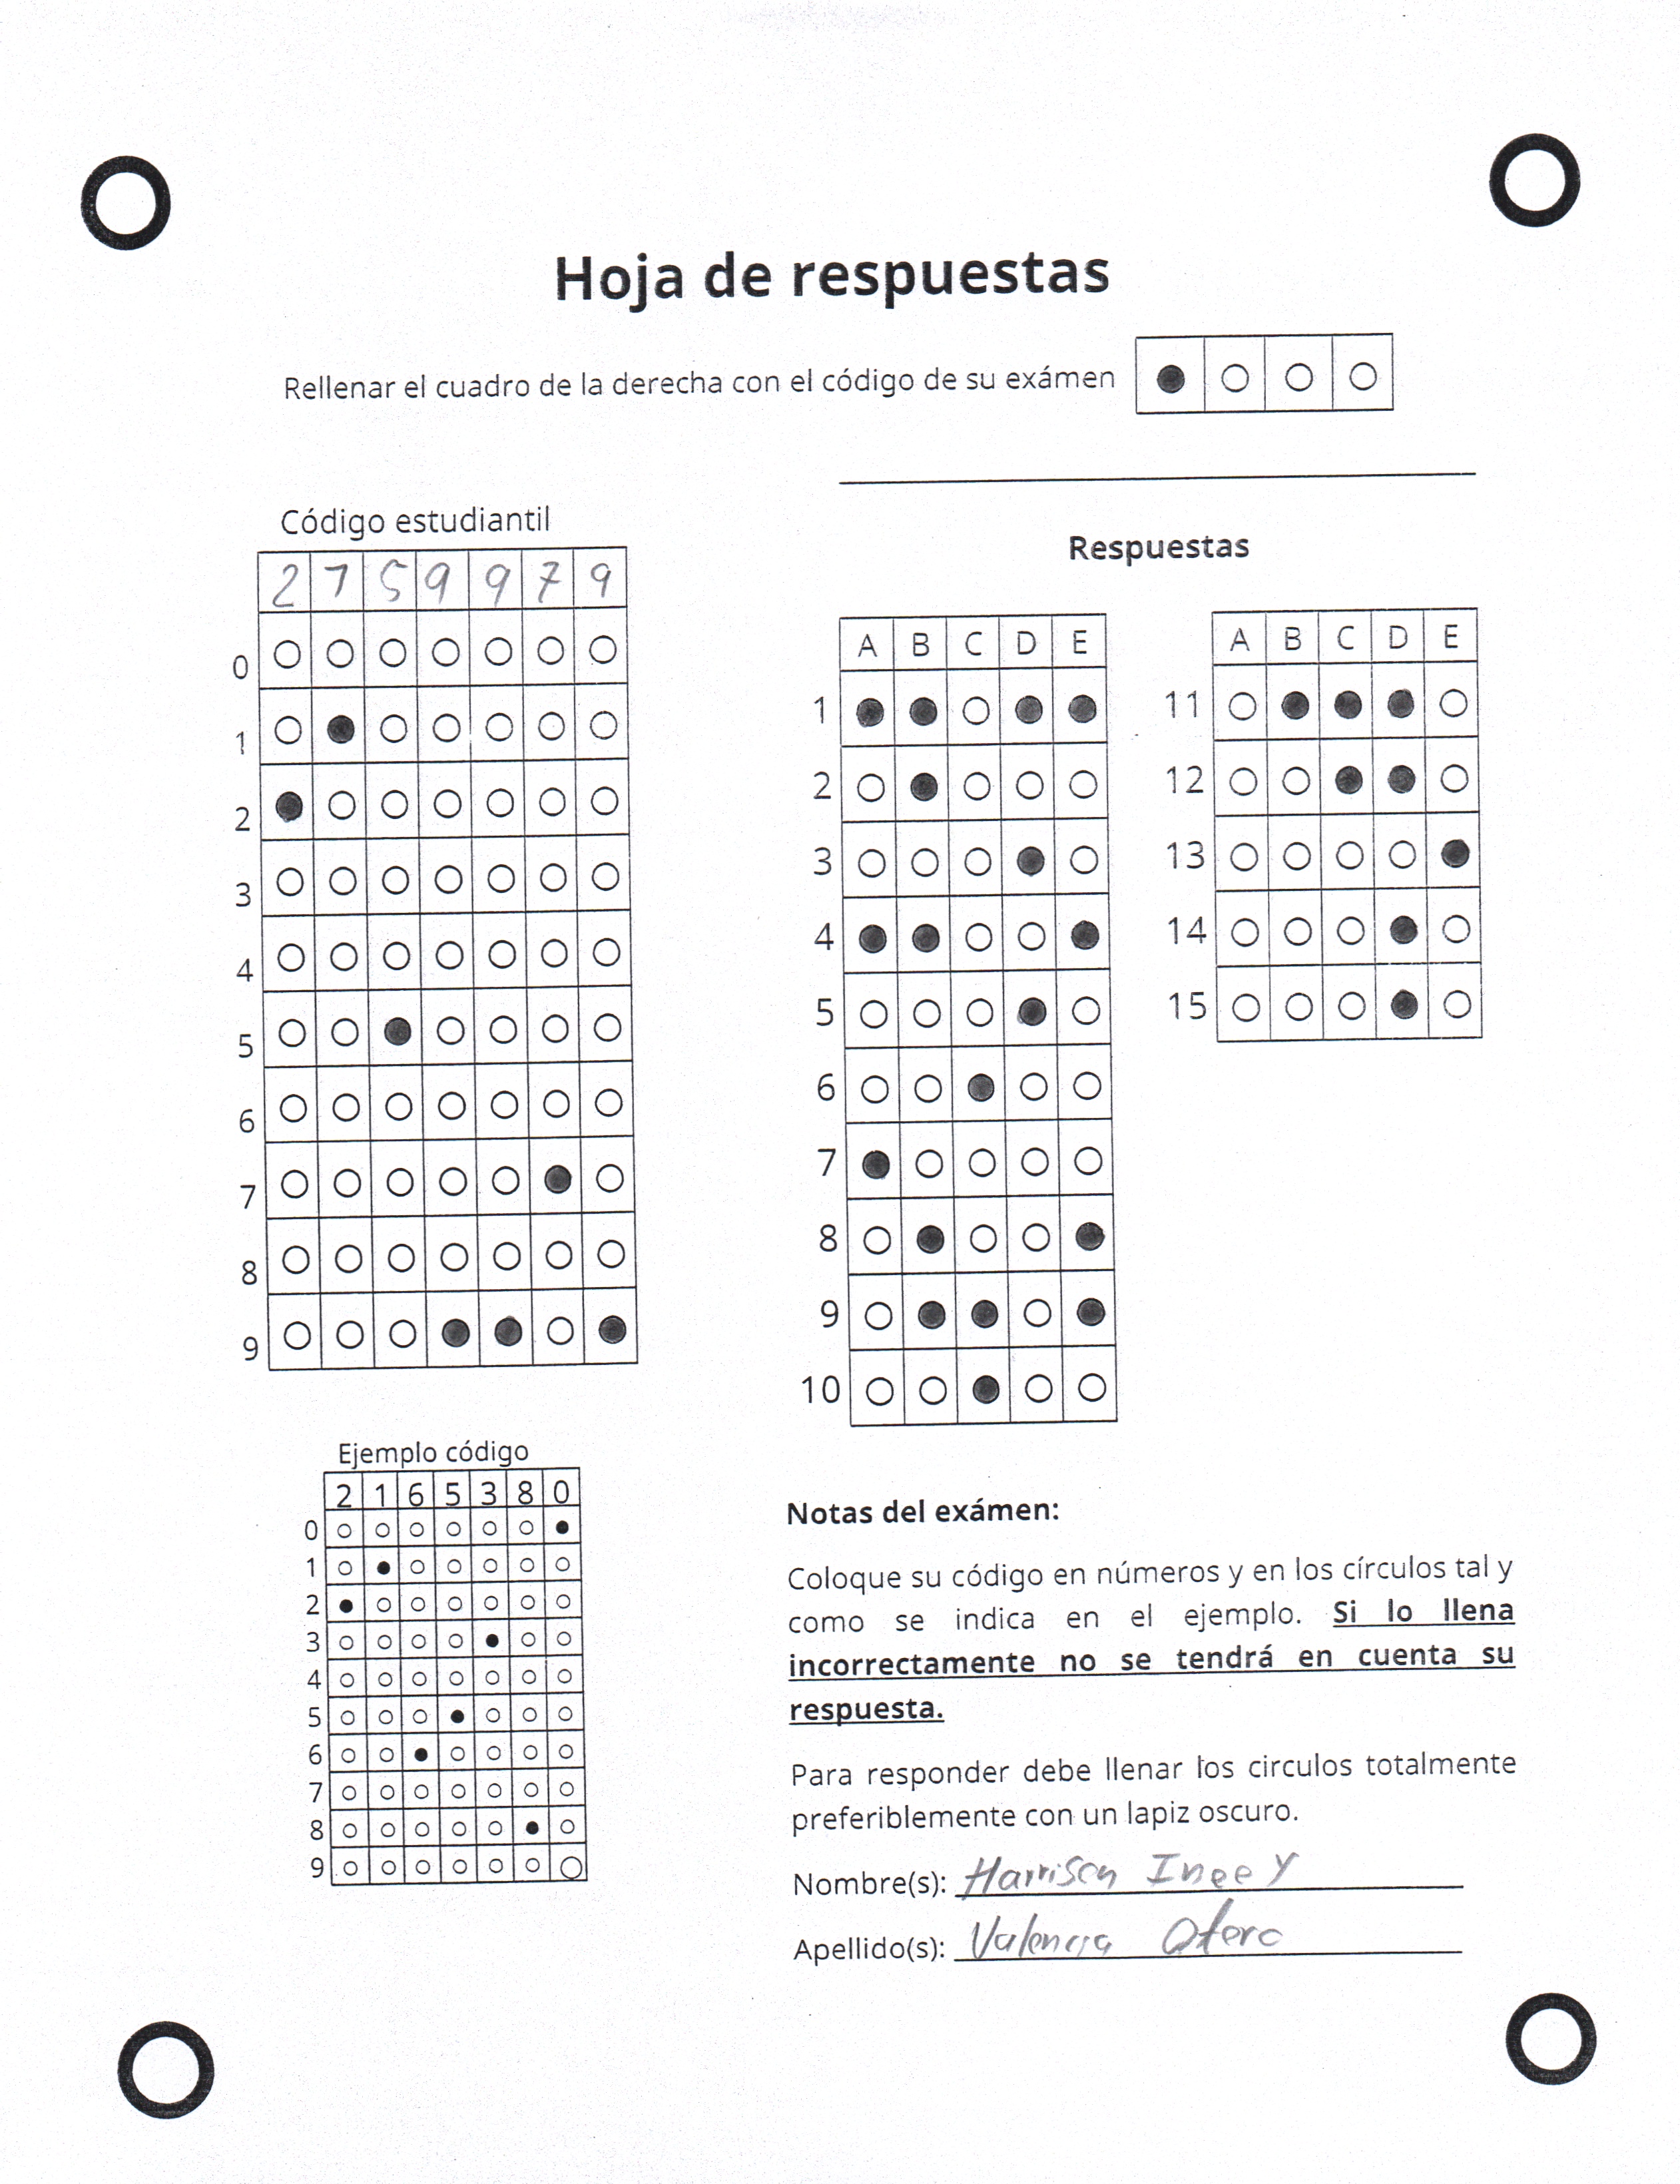 Hoja de respuestas
Rellenar el cuadro de la derecha con el código de su exámen
Código estudiantil
2 7 5 9 9 7 9
0
1
2
3
4
5
6
7
8
9
Respuestas
A B C D E
1
2
3
4
5
6
7
8
9
10
A B C D E
11
12
13
14
15
Ejemplo código
2 1 6 5 3 8 0
0
1
2
3
4
5
6
7
8
9
Notas del exámen:
Coloque su código en números y en los círculos tal y
como se indica en el ejemplo. Si lo llena
incorrectamente no se tendrá en cuenta su
respuesta.
Para responder debe llenar los circulos totalmente
preferiblemente con un lapiz oscuro.
Nombre(s): Harrison Ineey
Apellido(s): Valencia Otero